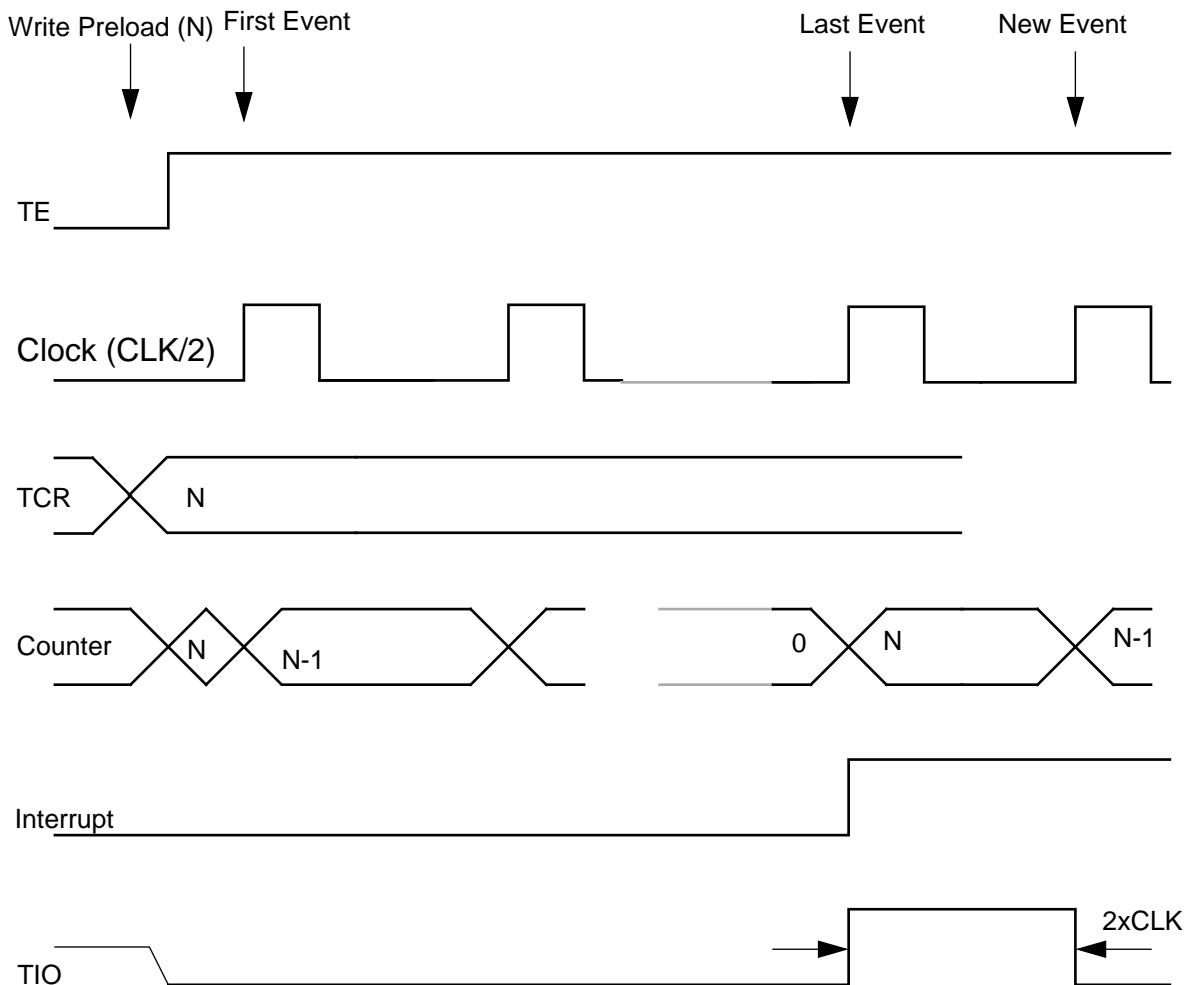 Write Preload (N)
First Event
Last Event
New Event
TE
Clock (CLK/2)
TCR
N
Counter
N
N-1
0
N
N-1
Interrupt
2xCLK
TIO